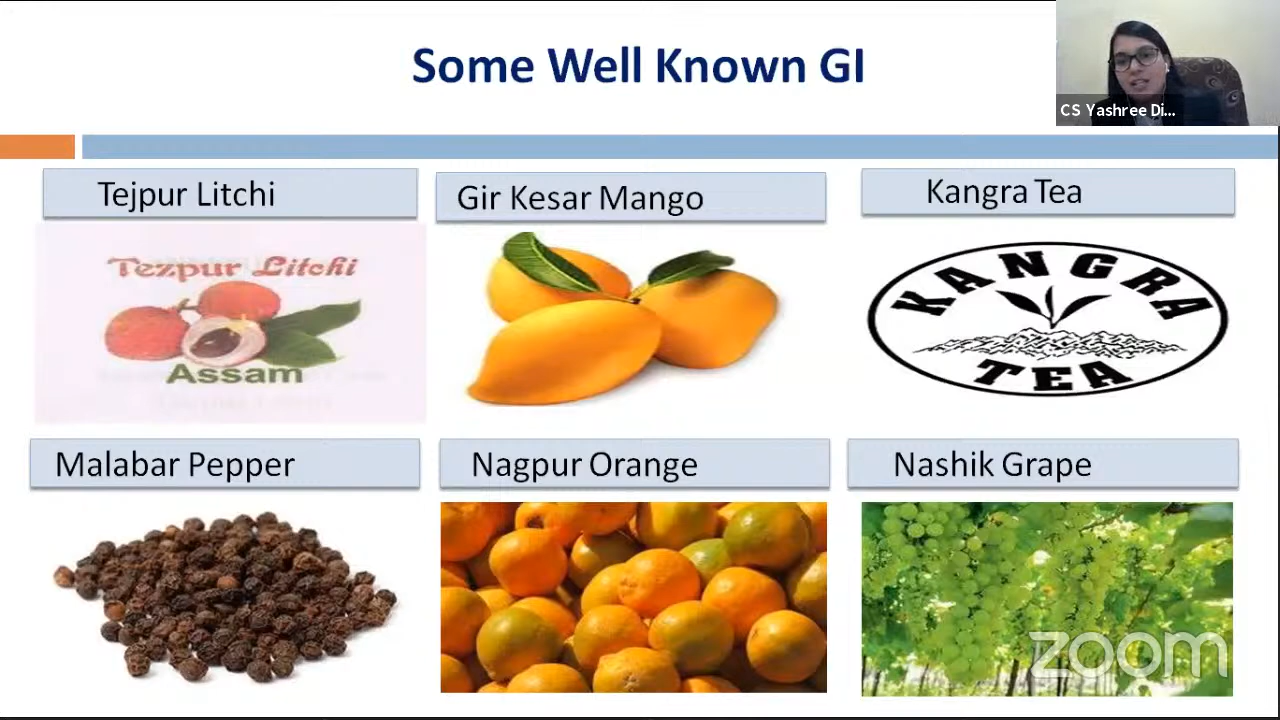 Some Well Known GI
CS Yashree Di...
Tejpur Litchi
Gir Kesar Mango
Kangra Tea
Tezpur Litchi
Assam
KANGRA
TEA
Malabar Pepper
Nagpur Orange
Nashik Grape
zoom